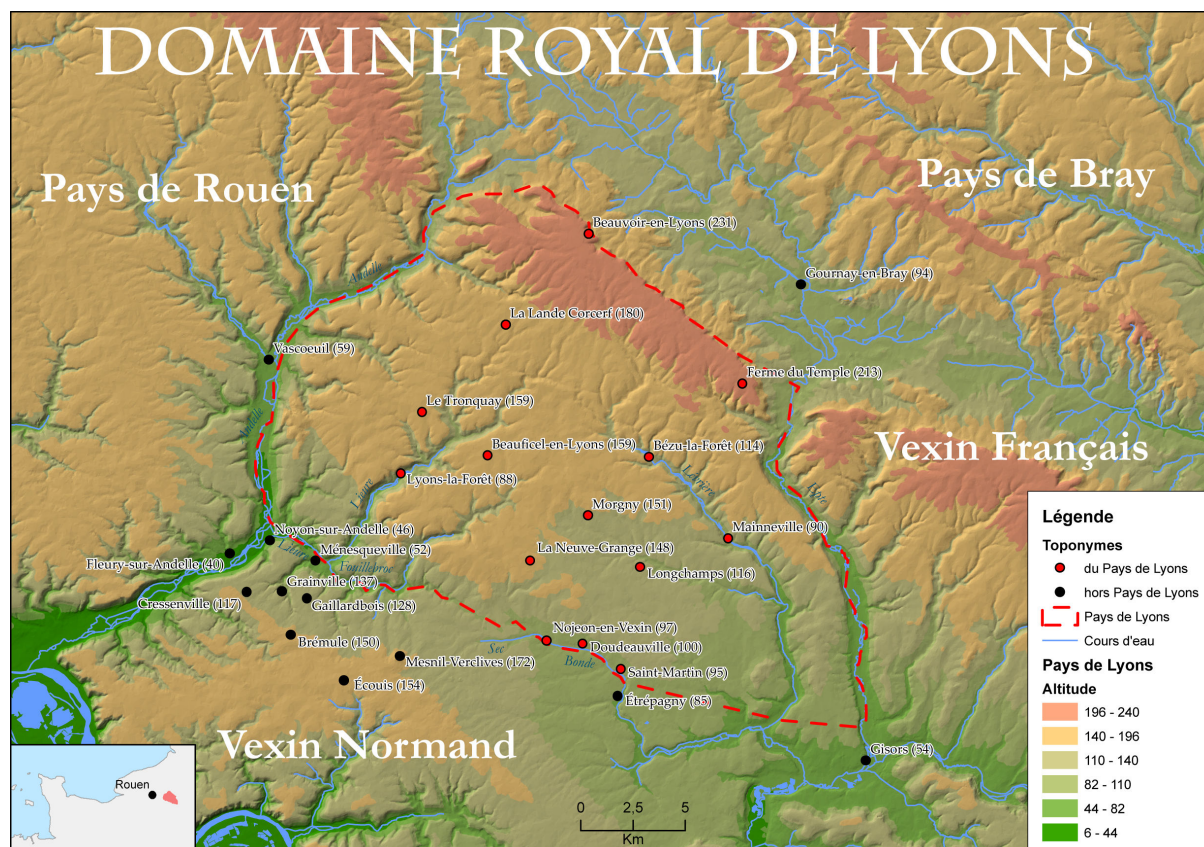 DOMAINE ROYAL DE LYONS
Pays de Rouen
Pays de Bray
Beauvoir-en-Lyons (231)
Andelle
Gournay-en-Bray (94)
La Lande Corcerf (180)
Vascoeuil (59)
Ferme du Temple (213)
Le Tronquay (159)
Andelle
Vexin Français
Beauficel-en-Lyons (159)
Bézu-la-Forêt (114)
Lyons-la-Forêt (88)
Morgny (151)
Mainneville (90)
Noyon-sur-Andelle (46)
Ménesqueville (52)
La Neuve-Grange (148)
Fleury-sur-Andelle (40)
Fouillebroc
Longchamps (116)
Grainville (137)
Cressenville (117)
Gaillardbois (128)
Nojeon-en-Vexin (97)
Brémule (150)
Sec
Doudeauville (100)
Mesnil-Verclives (172)
Bonde
Saint-Martin (95)
Écouis (154)
Étrépagny (85)
Vexin Normand
Gisors (54)
Rouen
0 2,5 5
Km
Légende
Toponymes
du Pays de Lyons
hors Pays de Lyons
Pays de Lyons
Cours d'eau
Pays de Lyons
Altitude
196 - 240
140 - 196
110 - 140
82 - 110
44 - 82
6 - 44